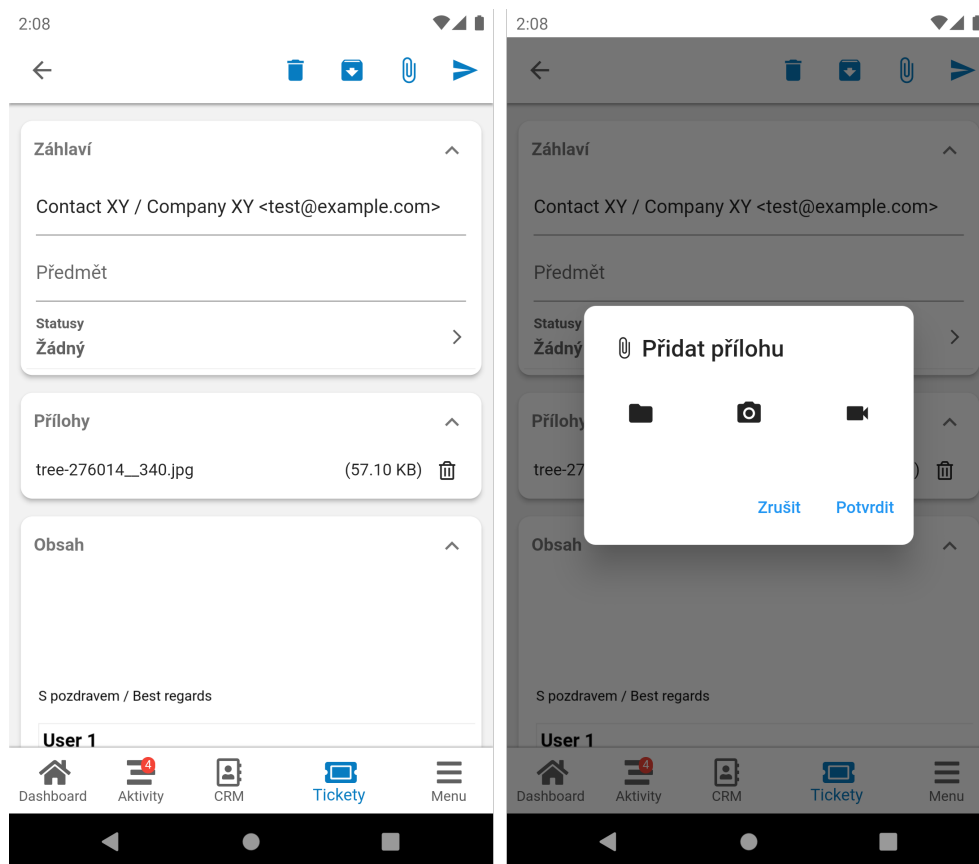 2:08
Záhlaví
Contact XY / Company XY <test@example.com>
Předmět
Statusy
Žádný
Přílohy
tree-276014__340.jpg (57.10 KB)
Obsah
S pozdravem / Best regards
User 1
4
Dashboard Aktivity CRM Tickety Menu
2:08
Záhlaví
Contact XY / Company XY <test@example.com>
Předmět
Statusy
Žádný
Přidat přílohu
Zrušit Potvrdit
Přílohy
tree-27 )
Obsah
S pozdravem / Best regards
User 1
4
Dashboard Aktivity CRM Tickety Menu